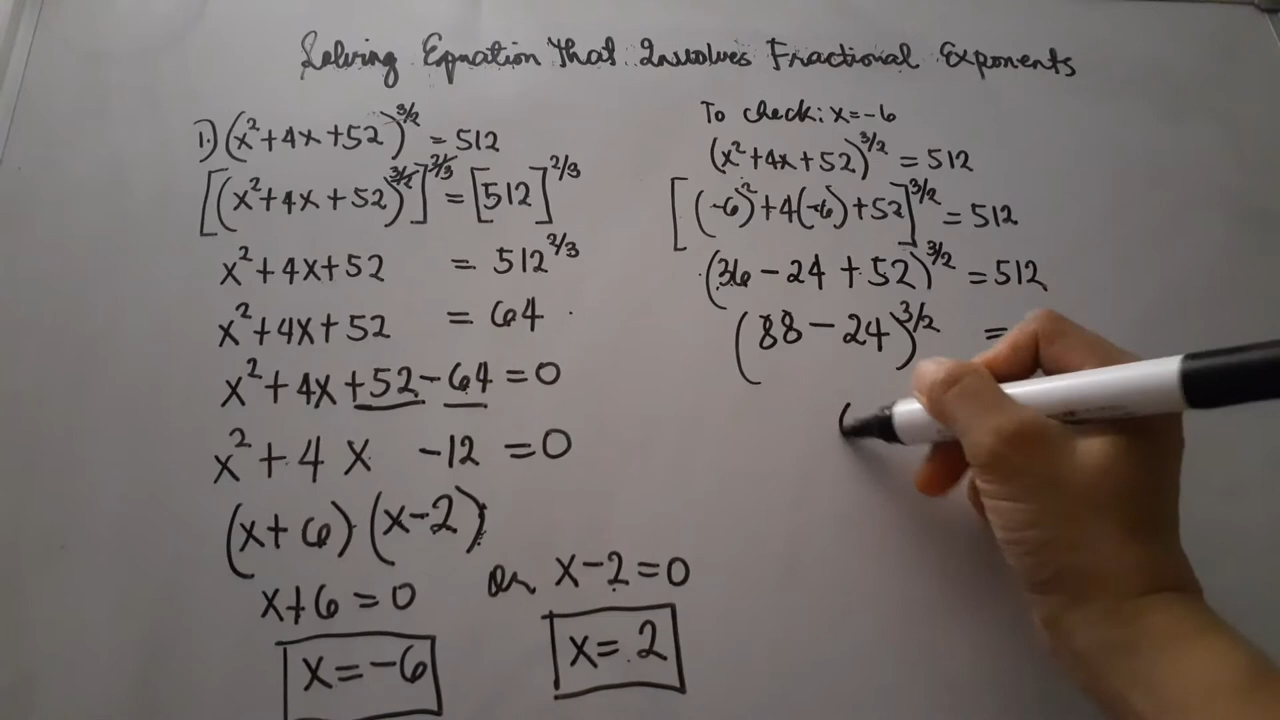 Solving Equation That Involves Fractional Exponents
1.) (x²+4x+52)^3/2 = 512
[(x²+4x+52)^3/2]^2/3 = [512]^2/3
x²+4x+52 = 512^2/3
x²+4x+52 = 64
x²+4x+52-64=0
x²+4x -12 =0
(x+6)(x-2)
x+6=0 or x-2=0
x=-6 x=2
To check: x=-6
(x²+4x+52)^3/2 = 512
[(-6)²+4(-6)+52]^3/2 = 512
(36-24+52)^3/2 = 512
(88-24)^3/2 =
(